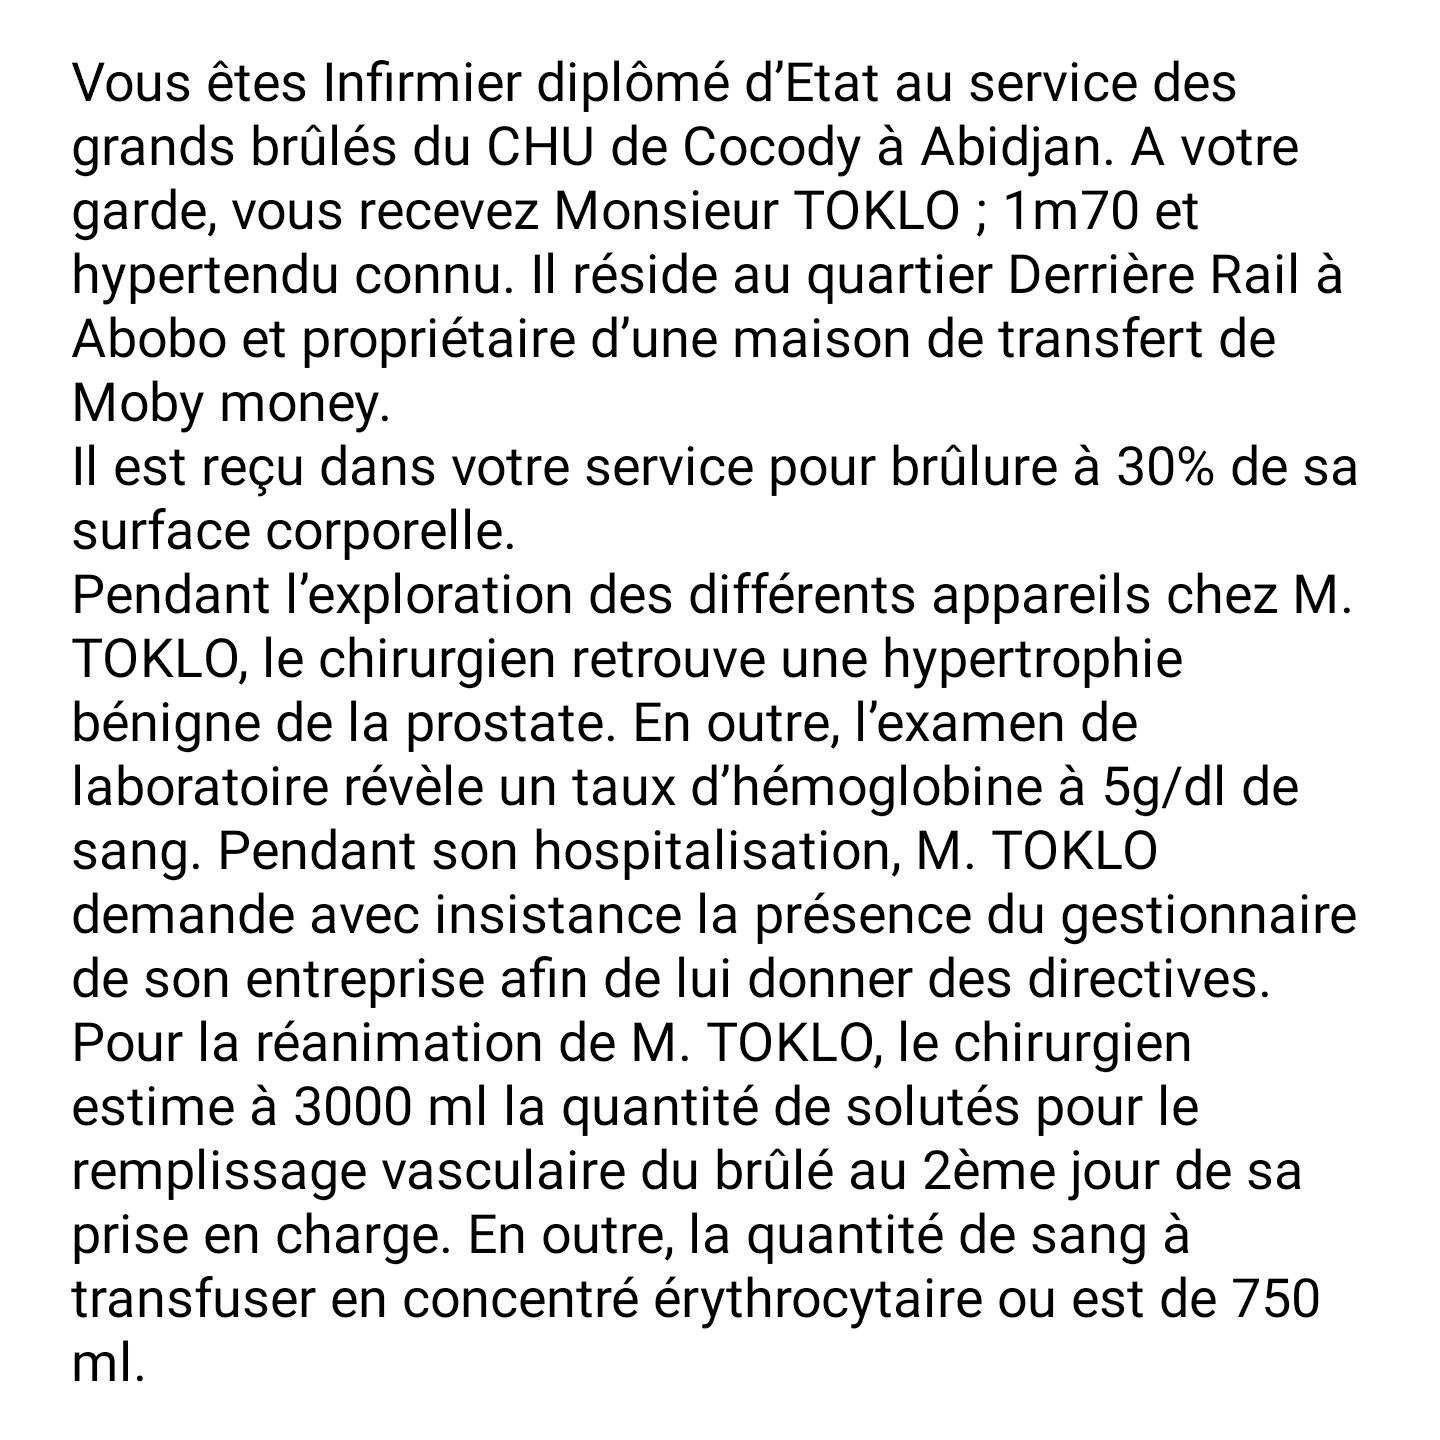 Vous êtes Infirmier diplômé d’Etat au service des
grands brûlés du CHU de Cocody à Abidjan. A votre
garde, vous recevez Monsieur TOKLO ; 1m70 et
hypertendu connu. Il réside au quartier Derrière Rail à
Abobo et propriétaire d’une maison de transfert de
Moby money.
Il est reçu dans votre service pour brûlure à 30% de sa
surface corporelle.
Pendant l’exploration des différents appareils chez M.
TOKLO, le chirurgien retrouve une hypertrophie
bénigne de la prostate. En outre, l’examen de
laboratoire révèle un taux d’hémoglobine à 5g/dl de
sang. Pendant son hospitalisation, M. TOKLO
demande avec insistance la présence du gestionnaire
de son entreprise afin de lui donner des directives.
Pour la réanimation de M. TOKLO, le chirurgien
estime à 3000 ml la quantité de solutés pour le
remplissage vasculaire du brûlé au 2ème jour de sa
prise en charge. En outre, la quantité de sang à
transfuser en concentré érythrocytaire ou est de 750
ml.